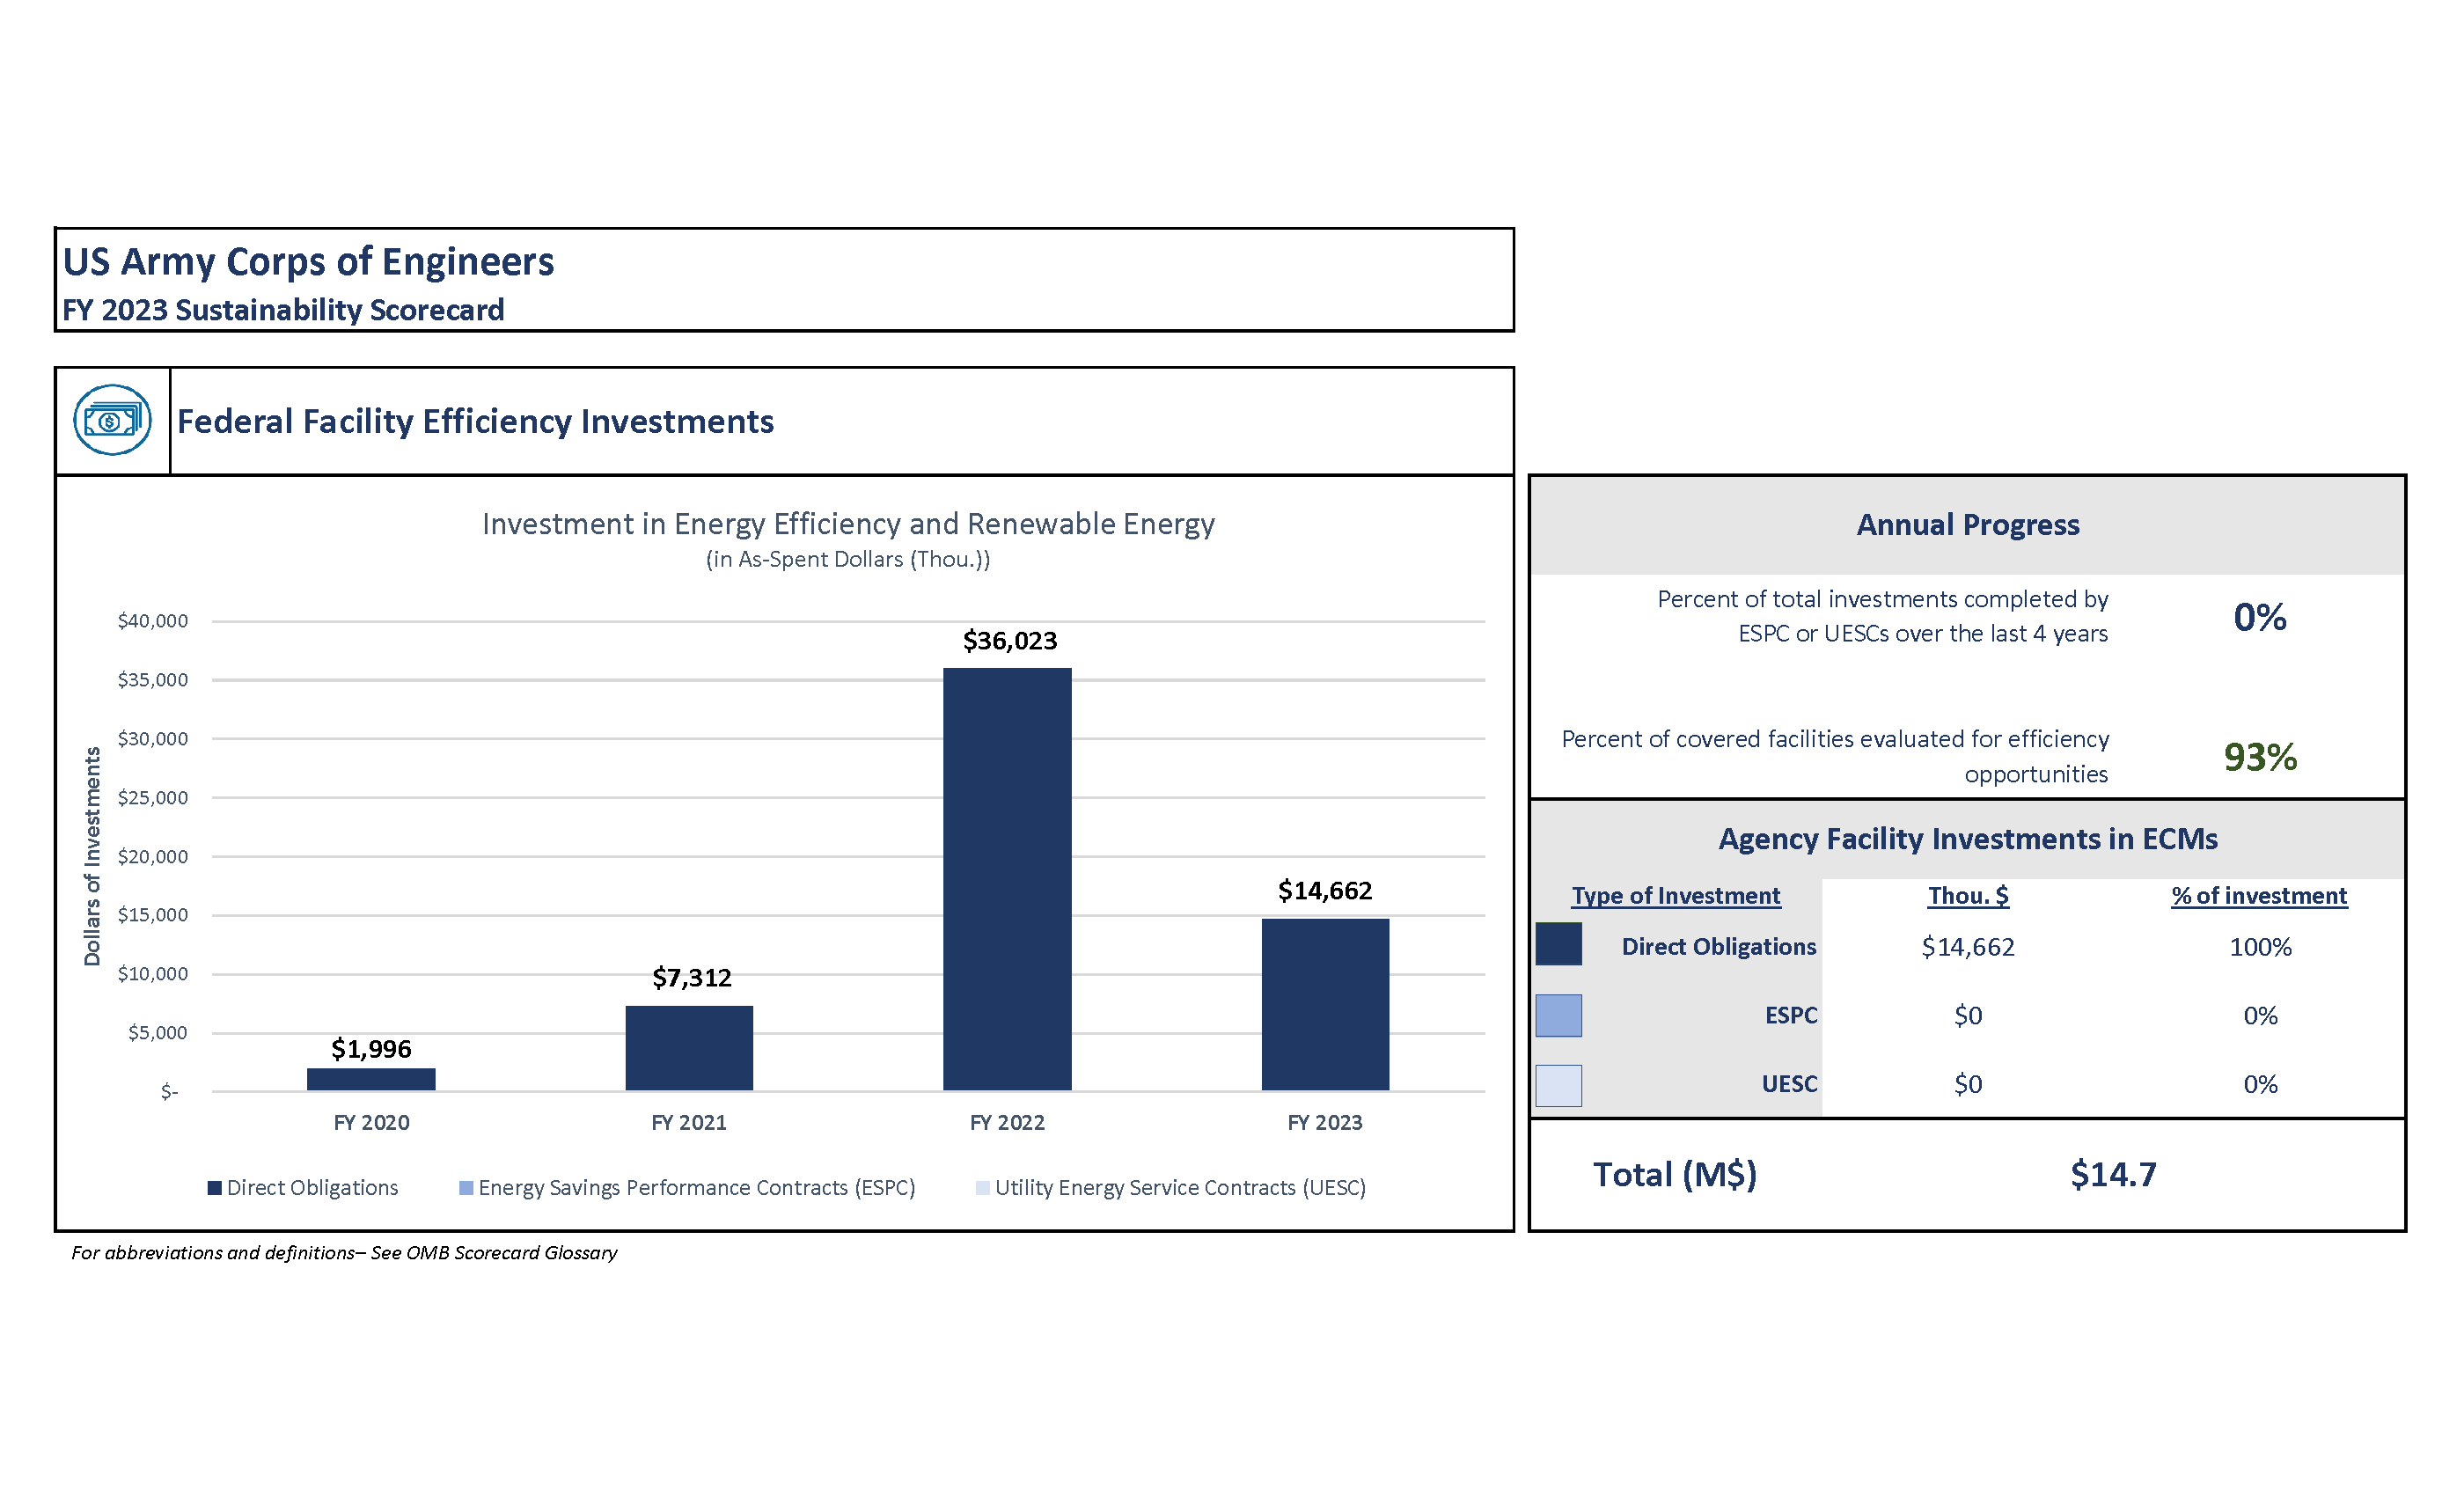 US Army Corps of Engineers
FY 2023 Sustainability Scorecard
Federal Facility Efficiency Investments
Investment in Energy Efficiency and Renewable Energy
(in As-Spent Dollars (Thou.))
Dollars of Investments
$40,000
$35,000
$30,000
$25,000
$20,000
$15,000
$10,000
$5,000
$-
$1,996
$7,312
$36,023
$14,662
FY 2020
FY 2021
FY 2022
FY 2023
Direct Obligations
Energy Savings Performance Contracts (ESPC)
Utility Energy Service Contracts (UESC)
For abbreviations and definitions– See OMB Scorecard Glossary
Annual Progress
Percent of total investments completed by
ESPC or UESCs over the last 4 years
0%
Percent of covered facilities evaluated for efficiency
opportunities
93%
Agency Facility Investments in ECMs
Type of Investment Thou. $ % of investment
Direct Obligations $14,662 100%
ESPC $0 0%
UESC $0 0%
Total (M$) $14.7